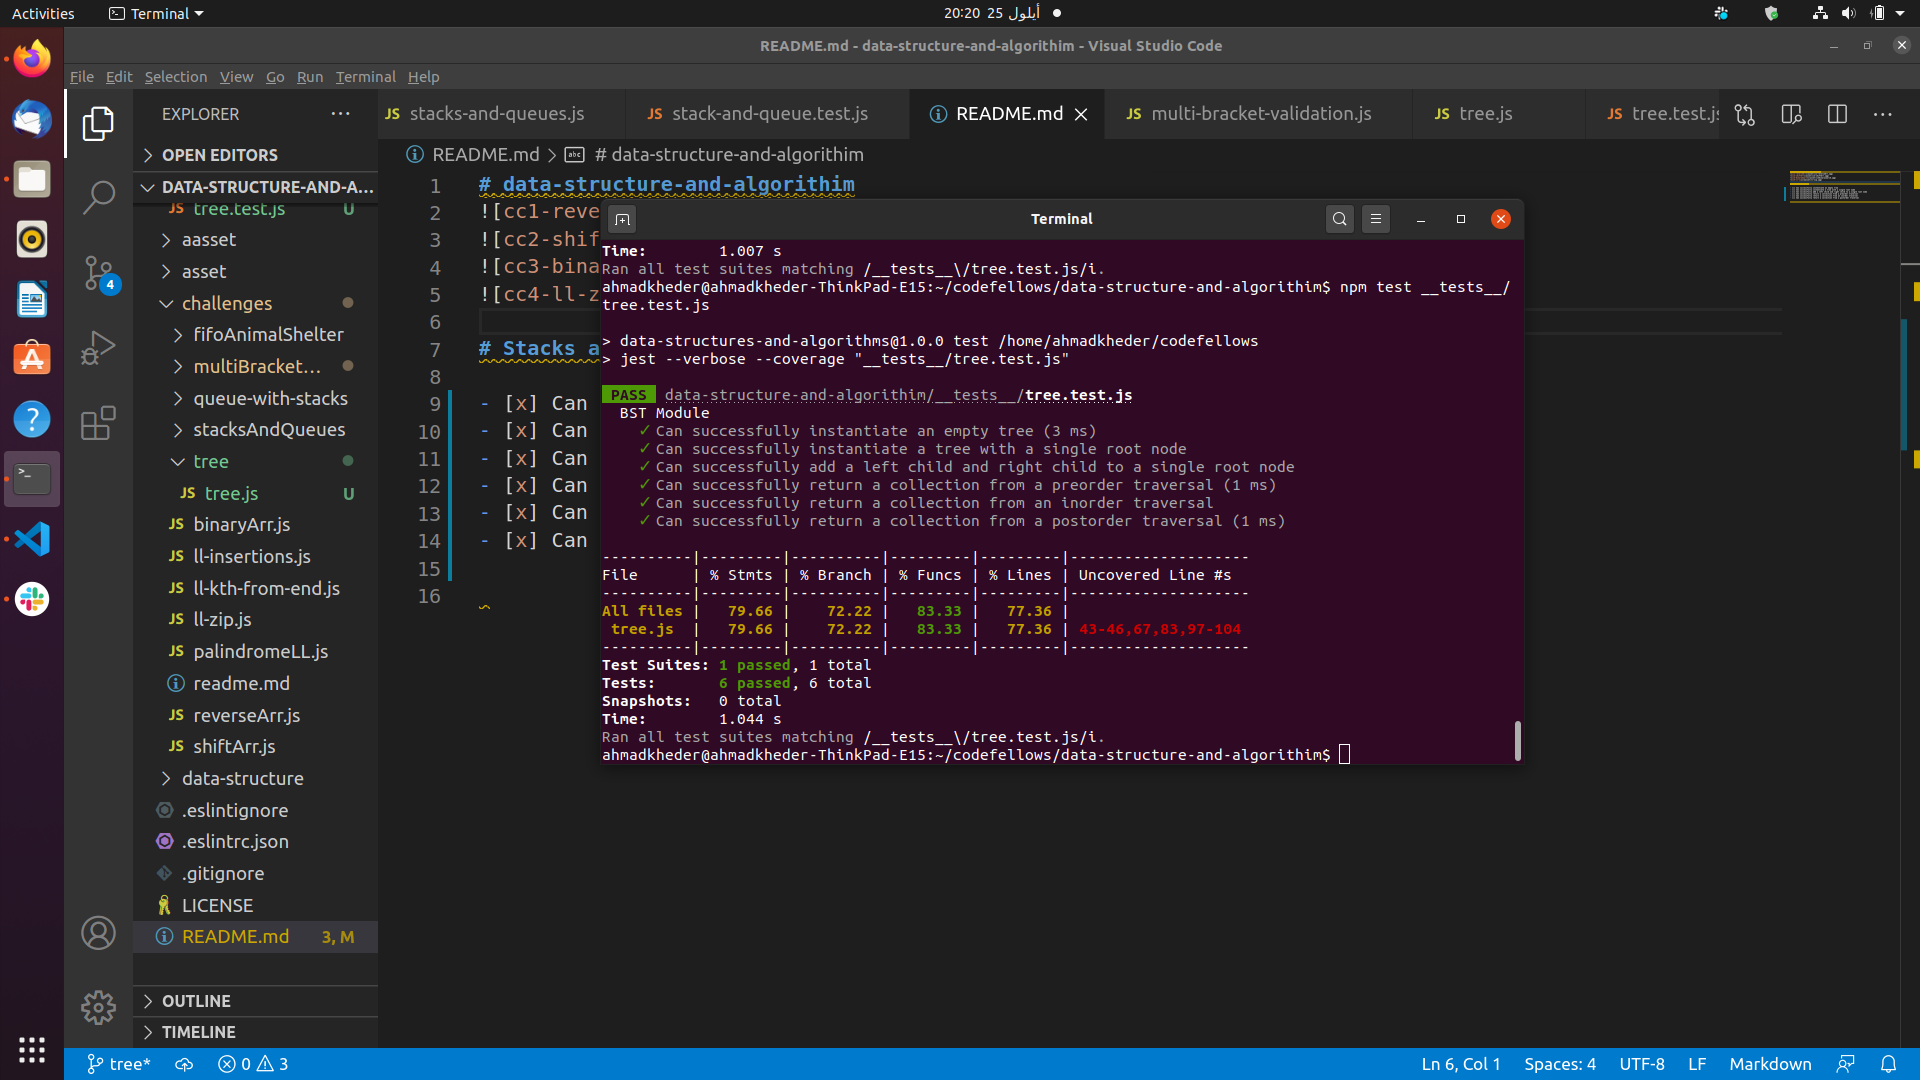 Activities
Terminal
20:20 25 أيلول
README.md - data-structure-and-algorithim - Visual Studio Code
File Edit Selection View Go Run Terminal Help
EXPLORER
OPEN EDITORS
DATA-STRUCTURE-AND-A...
tree.test.js U
aasset
asset
challenges
fifoAnimalShelter
multiBracket...
queue-with-stacks
stacksAndQueues
tree
JS tree.js U
JS binaryArr.js
JS ll-insertions.js
JS ll-kth-from-end.js
JS ll-zip.js
JS palindromeLL.js
readme.md
JS reverseArr.js
JS shiftArr.js
data-structure
.eslintignore
.eslintrc.json
.gitignore
LICENSE
README.md 3, M
OUTLINE
TIMELINE
4
JS stacks-and-queues.js
JS stack-and-queue.test.js
README.md
JS multi-bracket-validation.js
JS tree.js
JS tree.test.js
README.md > # data-structure-and-algorithim
1 # data-structure-and-algorithim
2 ![cc1-reve
3 ![cc2-shif
4 ![cc3-bina
5 ![cc4-ll-z
6
7 # Stacks a
8
9 - [x] Can
10 - [x] Can
11 - [x] Can
12 - [x] Can
13 - [x] Can
14 - [x] Can
15
16
Terminal
Time: 1.007 s
Ran all test suites matching /__tests__\/tree.test.js/i.
ahmadkheder@ahmadkheder-ThinkPad-E15:~/codefellows/data-structure-and-algorithim$ npm test __tests__/
tree.test.js
> data-structures-and-algorithms@1.0.0 test /home/ahmadkheder/codefellows
> jest --verbose --coverage "__tests__/tree.test.js"
PASS data-structure-and-algorithim/__tests__/tree.test.js
BST Module
✓ Can successfully instantiate an empty tree (3 ms)
✓ Can successfully instantiate a tree with a single root node
✓ Can successfully add a left child and right child to a single root node
✓ Can successfully return a collection from a preorder traversal (1 ms)
✓ Can successfully return a collection from an inorder traversal
✓ Can successfully return a collection from a postorder traversal (1 ms)
----------|---------|----------|---------|---------|--------------------
File | % Stmts | % Branch | % Funcs | % Lines | Uncovered Line #s
----------|---------|----------|---------|---------|--------------------
All files | 79.66 | 72.22 | 83.33 | 77.36 |
tree.js | 79.66 | 72.22 | 83.33 | 77.36 | 43-46,67,83,97-104
----------|---------|----------|---------|---------|--------------------
Test Suites: 1 passed, 1 total
Tests: 6 passed, 6 total
Snapshots: 0 total
Time: 1.044 s
Ran all test suites matching /__tests__\/tree.test.js/i.
ahmadkheder@ahmadkheder-ThinkPad-E15:~/codefellows/data-structure-and-algorithim$
tree* 0 3
Ln 6, Col 1 Spaces: 4 UTF-8 LF Markdown